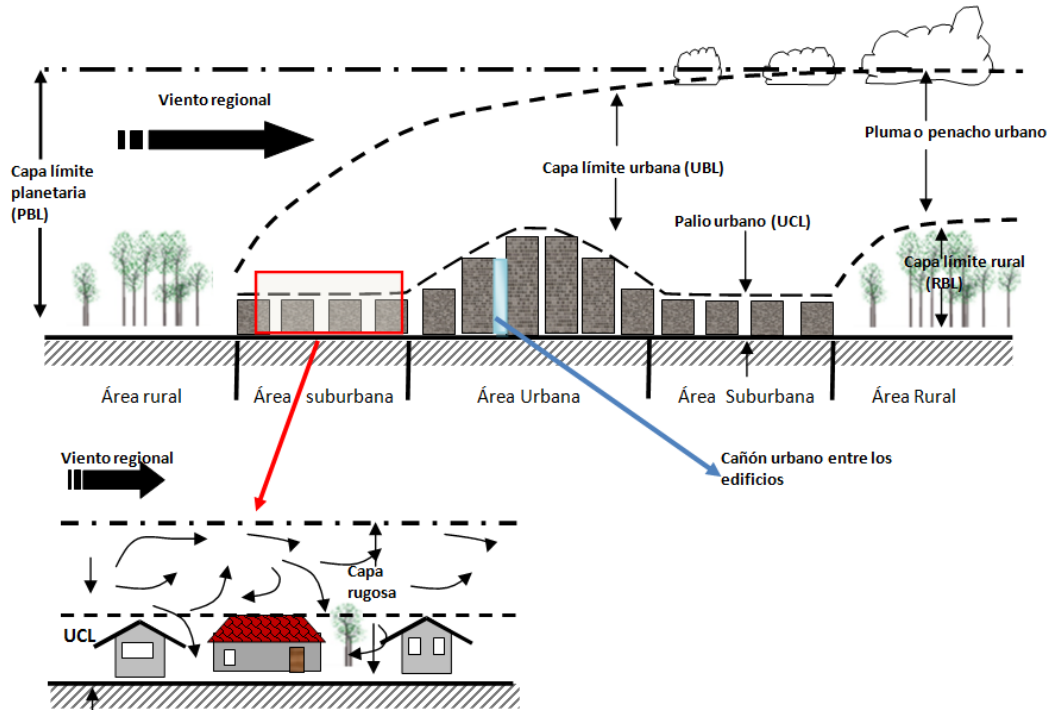 Viento regional
Capa límite
planetaria
(PBL)
Capa límite urbana (UBL)
Pluma o penacho urbano
Palio urbano (UCL)
Capa límite rural
(RBL)
Área rural
Área suburbana
Área Urbana
Área Suburbana
Área Rural
Viento regional
Cañón urbano entre los
edificios
Capa
rugosa
UCL